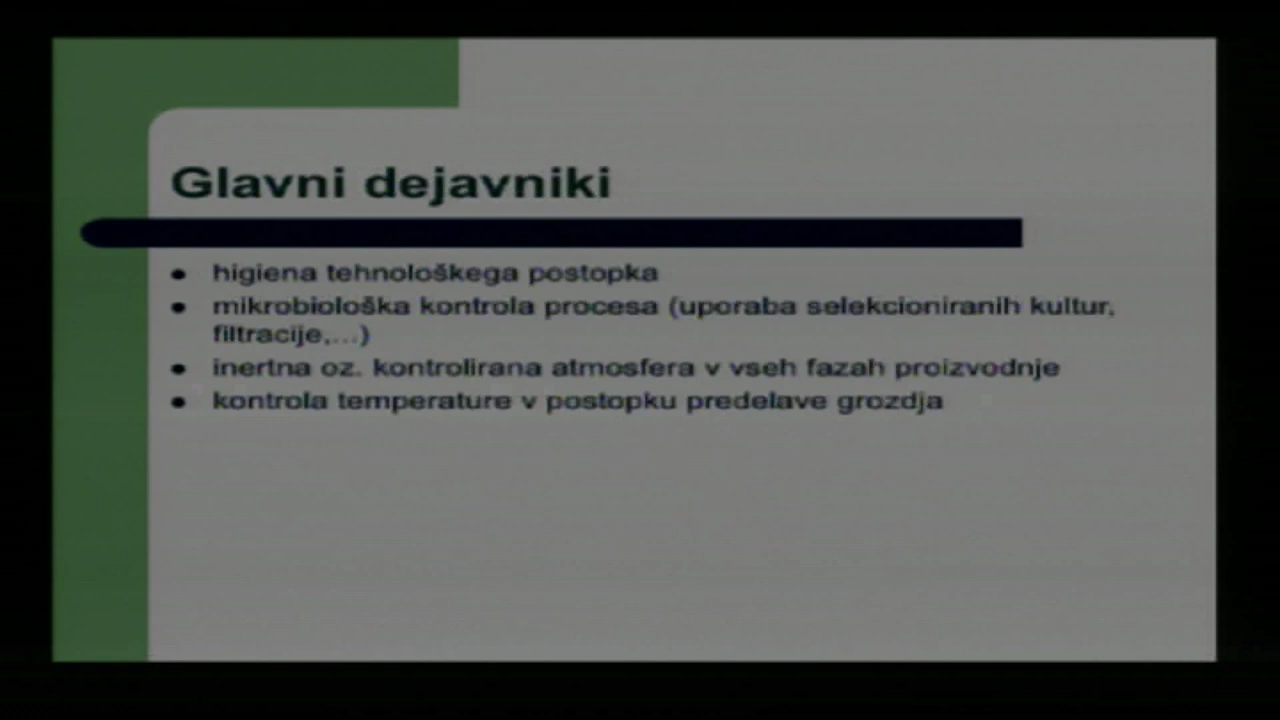 Glavni dejavniki
● higiena tehnološkega postopka
● mikrobiološka kontrola procesa (uporaba selekcioniranih kultur,
filtracije,...)
● inertna oz. kontrolirana atmosfera v vseh fazah proizvodnje
● kontrola temperature v postopku predelave grozdja